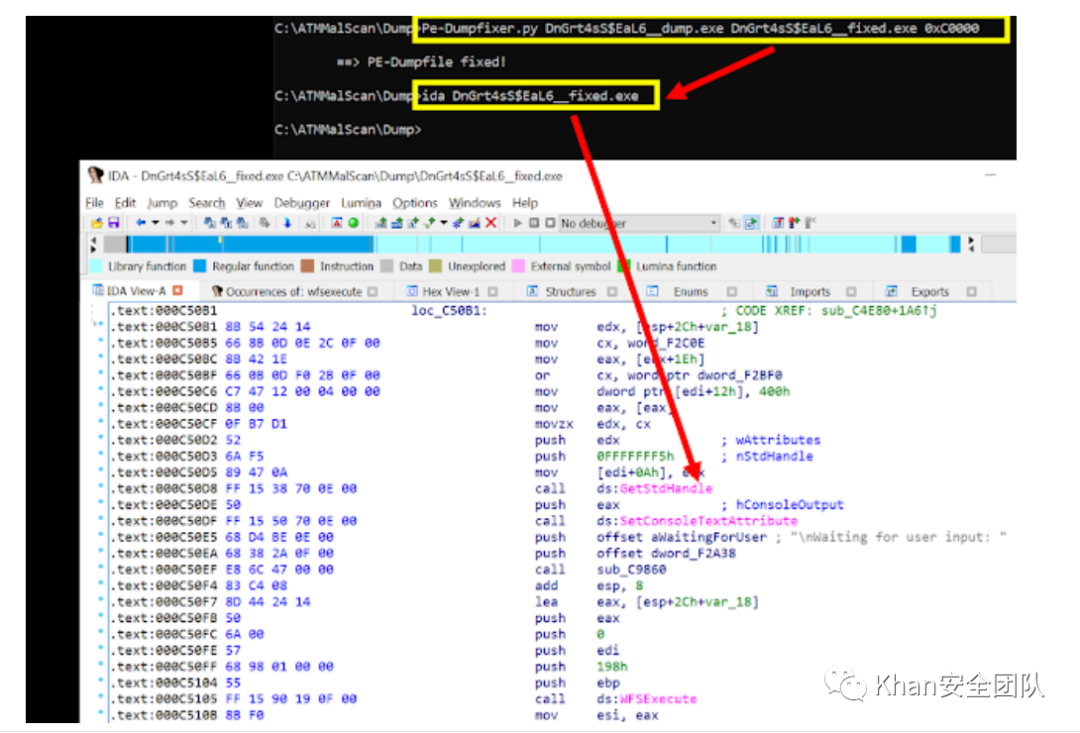 C:\ATMMalScan\Dump>Pe-Dumpfixer.py DnGrt4sS$EaL6__dump.exe DnGrt4sS$EaL6__fixed.exe 0xC0000
==> PE-Dumpfile fixed!
C:\ATMMalScan\Dump>ida DnGrt4sS$EaL6__fixed.exe
C:\ATMMalScan\Dump>
IDA - DnGrt4sS$EaL6__fixed.exe C:\ATMMalScan\Dump\DnGrt4sS$EaL6__fixed.exe
File Edit Jump Search View Debugger Lumina Options Windows Help
No debugger
Library function Regular function Instruction Data Unexplored External symbol Lumina function
IDA View-A Occurrences of: wfsexecute Hex View-1 Structures Enums Imports Exports
.text:000C50B1 loc_C50B1: ; CODE XREF: sub_C4E80+1A6↑j
.text:000C50B1 8B 54 24 14 mov edx, [esp+2Ch+var_18]
.text:000C50B5 66 8B 0D 0E 2C 0F 00 mov cx, word_F2C0E
.text:000C50BC 8B 42 1E mov eax, [edx+1Eh]
.text:000C50BF 66 0B 0D F0 2B 0F 00 or cx, word ptr dword_F2BF0
.text:000C50C6 C7 47 12 00 04 00 00 mov dword ptr [edi+12h], 400h
.text:000C50CD 8B 00 mov eax, [eax]
.text:000C50CF 0F B7 D1 movzx edx, cx
.text:000C50D2 52 push edx ; wAttributes
.text:000C50D3 6A F5 push 0FFFFFFF5h ; nStdHandle
.text:000C50D5 89 47 0A mov [edi+0Ah], eax
.text:000C50D8 FF 15 38 70 0E 00 call ds:GetStdHandle
.text:000C50DE 50 push eax ; hConsoleOutput
.text:000C50DF FF 15 50 70 0E 00 call ds:SetConsoleTextAttribute
.text:000C50E5 68 D4 BE 0E 00 push offset aWaitingForUser ; "\nWaiting for user input: "
.text:000C50EA 68 38 2A 0F 00 push offset dword_F2A38
.text:000C50EF E8 6C 47 00 00 call sub_C9860
.text:000C50F4 83 C4 08 add esp, 8
.text:000C50F7 8D 44 24 14 lea eax, [esp+2Ch+var_18]
.text:000C50FB 50 push eax
.text:000C50FC 6A 00 push 0
.text:000C50FE 57 push edi
.text:000C50FF 68 98 01 00 00 push 198h
.text:000C5104 55 push ebp
.text:000C5105 FF 15 90 19 0F 00 call ds:WFSExecute
.text:000C510B 8B F0 mov esi, eax
Khan安全团队